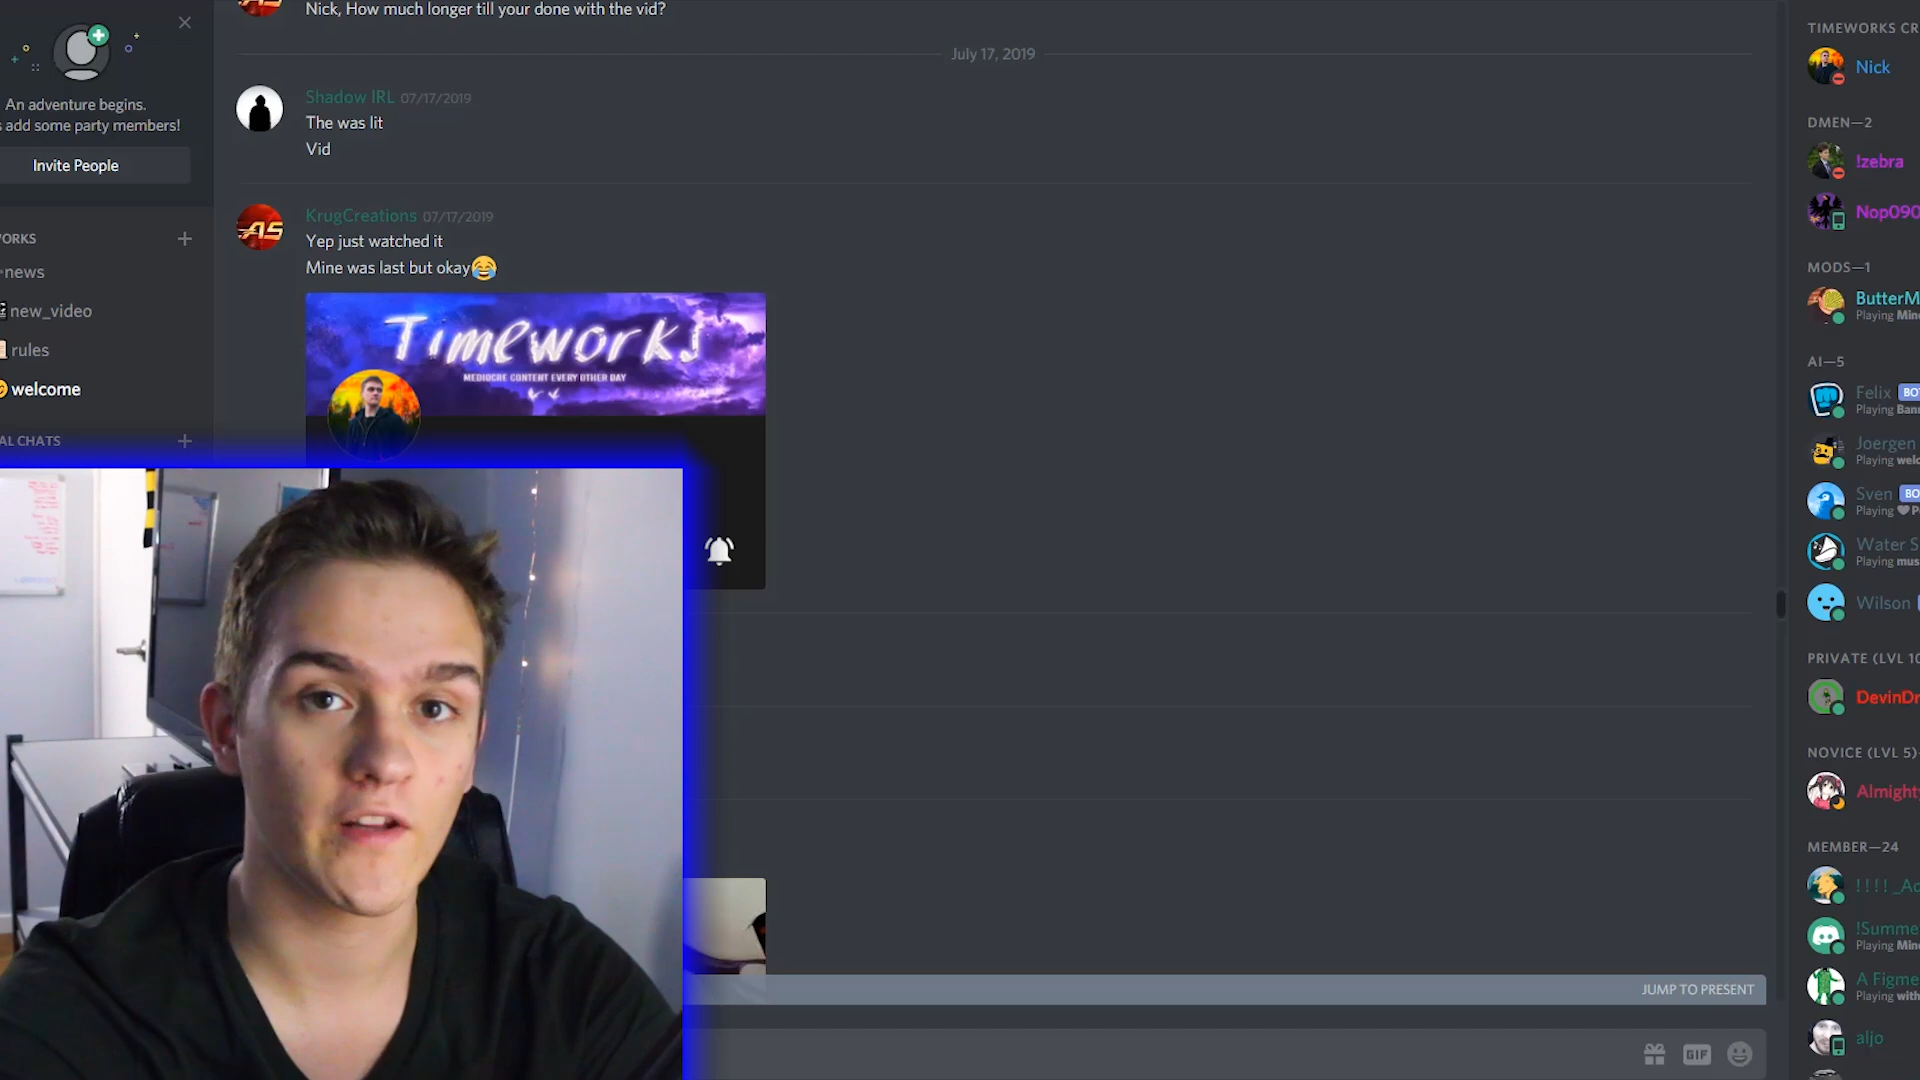 An adventure begins.
add some party members!
Invite People
WORKS
news
new_video
rules
welcome
AL CHATS
Nick, How much longer till your done with the vid?
July 17, 2019
Shadow IRL 07/17/2019
The was lit
Vid
KrugCreations 07/17/2019
Yep just watched it
Mine was last but okay😂
Timeworks
MEDIOCRE CONTENT EVERY OTHER DAY
JUMP TO PRESENT
GIF
TIMEWORKS CR
Nick
DMEN—2
!zebra
Nop090
MODS—1
ButterM
Playing Min
AI—5
Felix BO
Playing Ban
Joergen
Playing welc
Sven BO
Playing
Water S
Playing mus
Wilson
PRIVATE (LVL 10
DevinDr
NOVICE (LVL 5)
Almighty
MEMBER—24
!!!!_Ac
!Summe
Playing Min
A Figme
Playing with
aljo